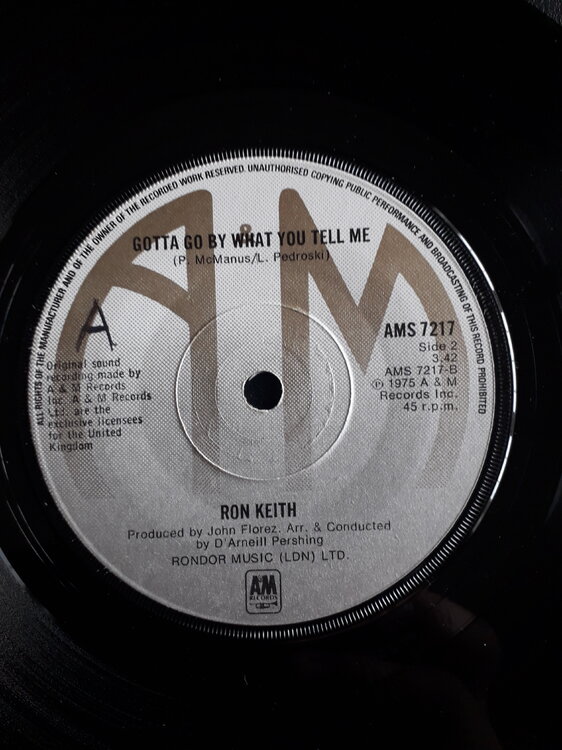 ALL RIGHTS OF THE MANUFACTURER AND OF THE OWNER OF THE RECORDED WORK RESERVED. UNAUTHORISED COPYING PUBLIC PERFORMANCE AND BROADCASTING OF THIS RECORD PROHIBITED
GOTTA GO BY WHAT YOU TELL ME
(P. McManus/L. Pedroski)
A
AMS 7217
Side 2
3.42
AMS 7217-B
Ⓟ 1975 A & M
Records Inc.
45 r.p.m.
Original sound
recording made by
A & M Records
Inc. A & M Records
Ltd. are the
exclusive licensees
for the United
Kingdom
A&M
RON KEITH
Produced by John Florez. Arr. & Conducted
by D'Arneill Pershing
RONDOR MUSIC (LDN) LTD.
A&M
RECORDS